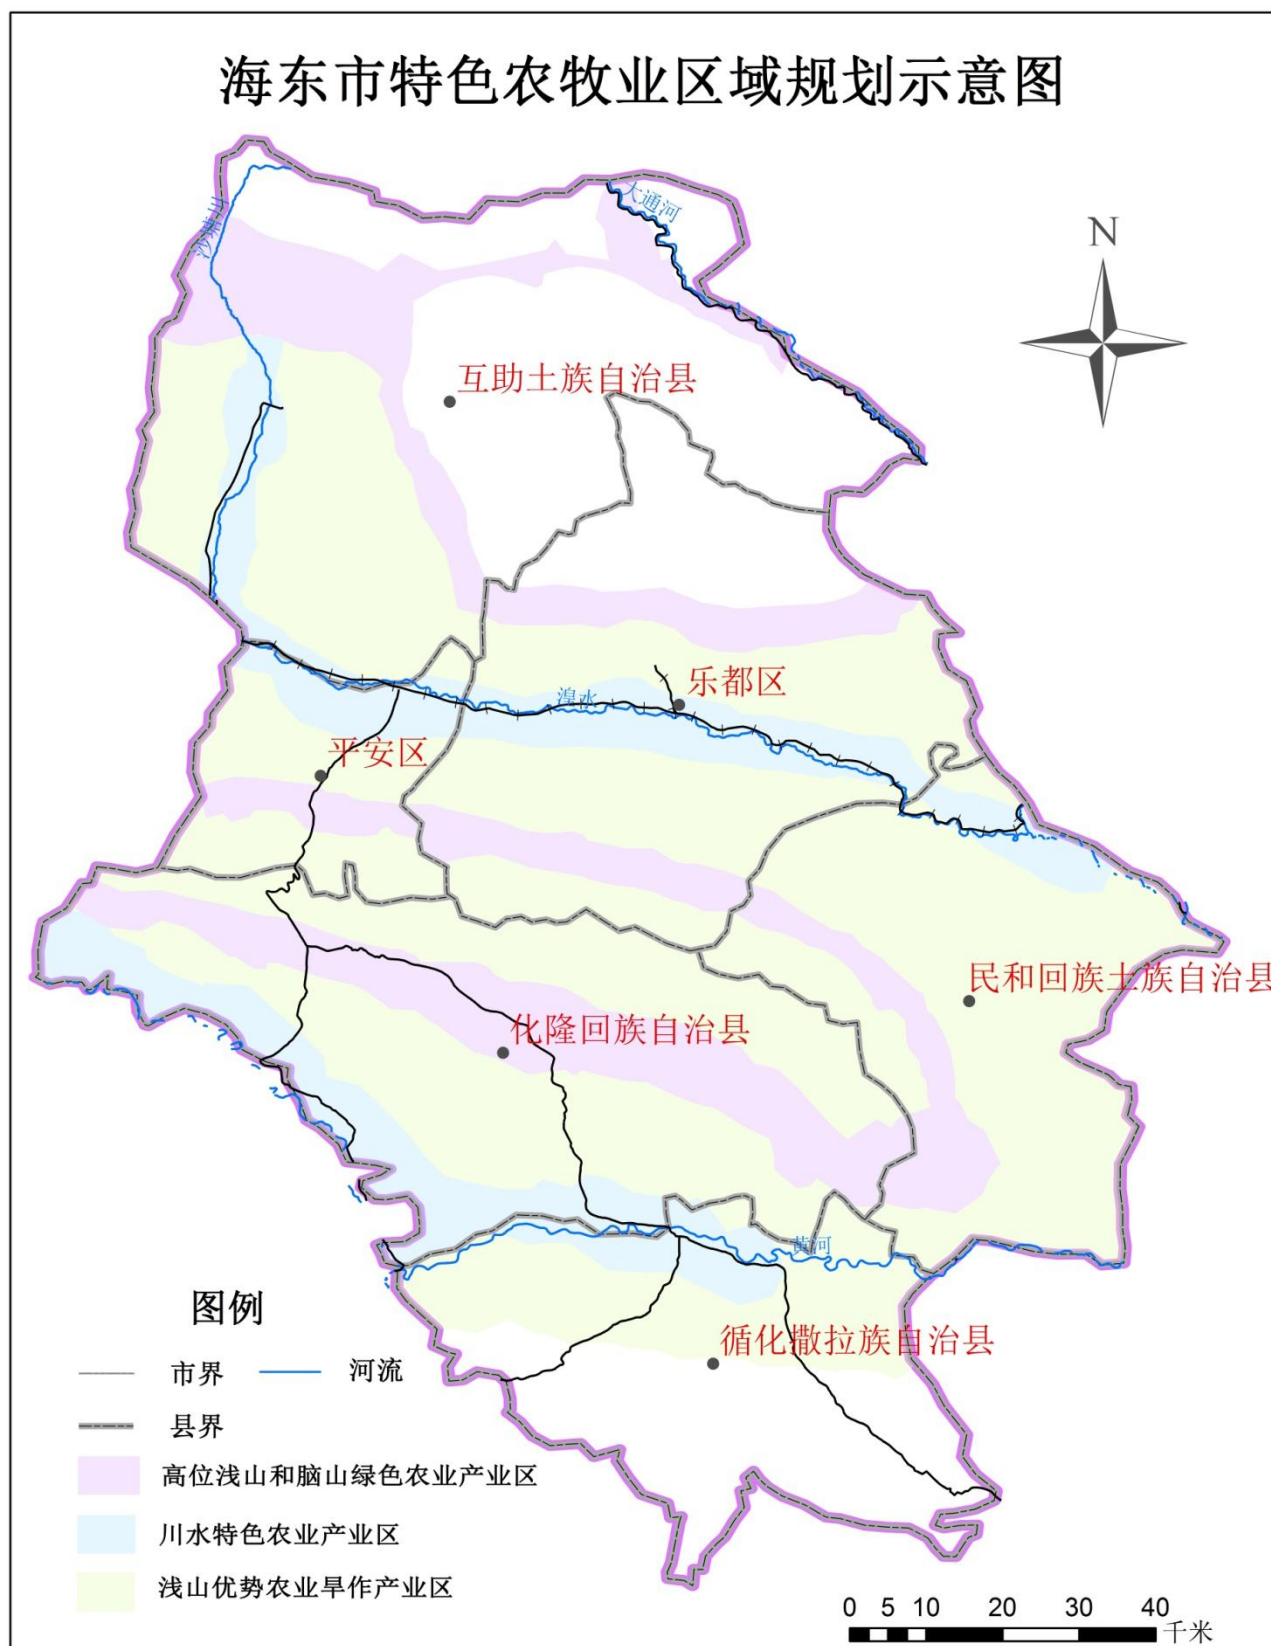 海东市特色农牧业区域规划示意图
大通河
沙塘川
N
互助土族自治县
乐都区
湟水
平安区
民和回族土族自治县
化隆回族自治县
黄河
循化撒拉族自治县
图例
市界 河流
县界
高位浅山和脑山绿色农业产业区
川水特色农业产业区
浅山优势农业旱作产业区
0 5 10 20 30 40
千米